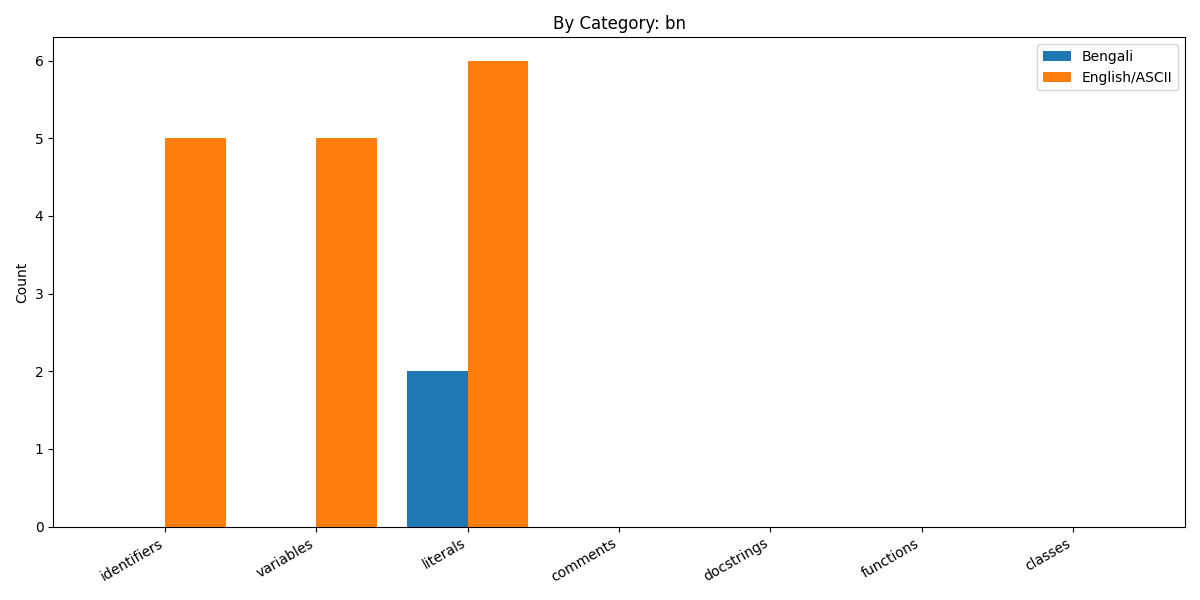 By Category: bn
Bengali
English/ASCII
Count
6
5
4
3
2
1
0
identifiers
variables
literals
comments
docstrings
functions
classes